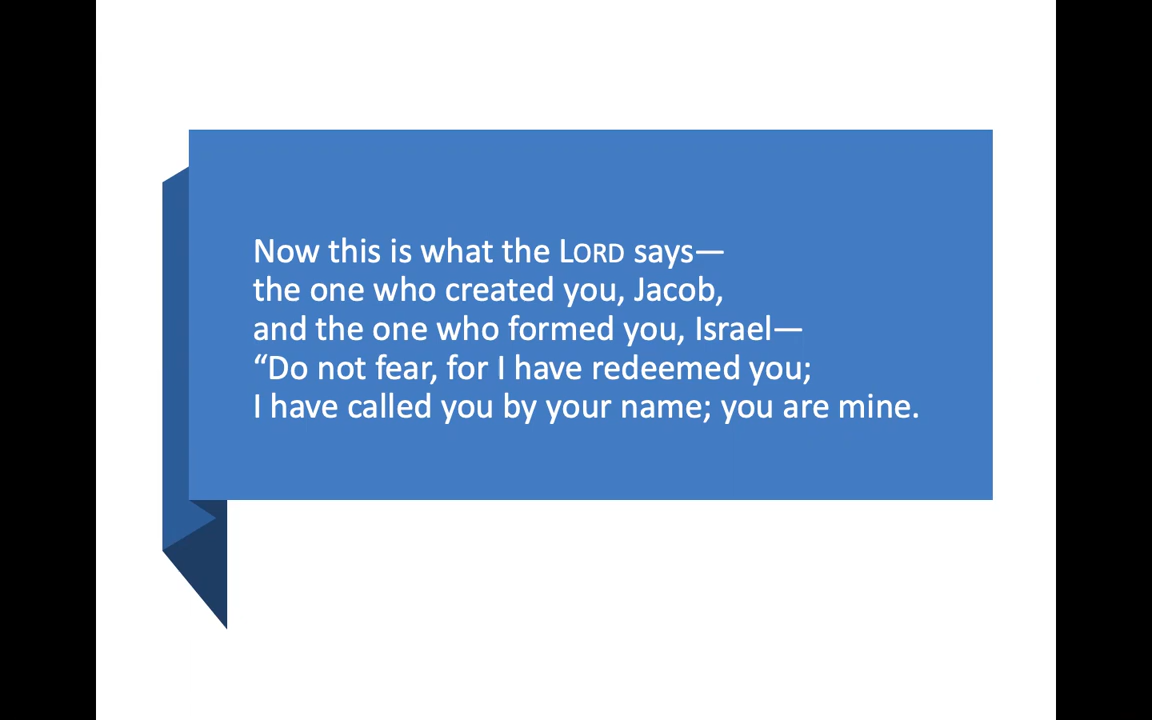 Now this is what the LORD says—
the one who created you, Jacob,
and the one who formed you, Israel—
“Do not fear, for I have redeemed you;
I have called you by your name; you are mine.